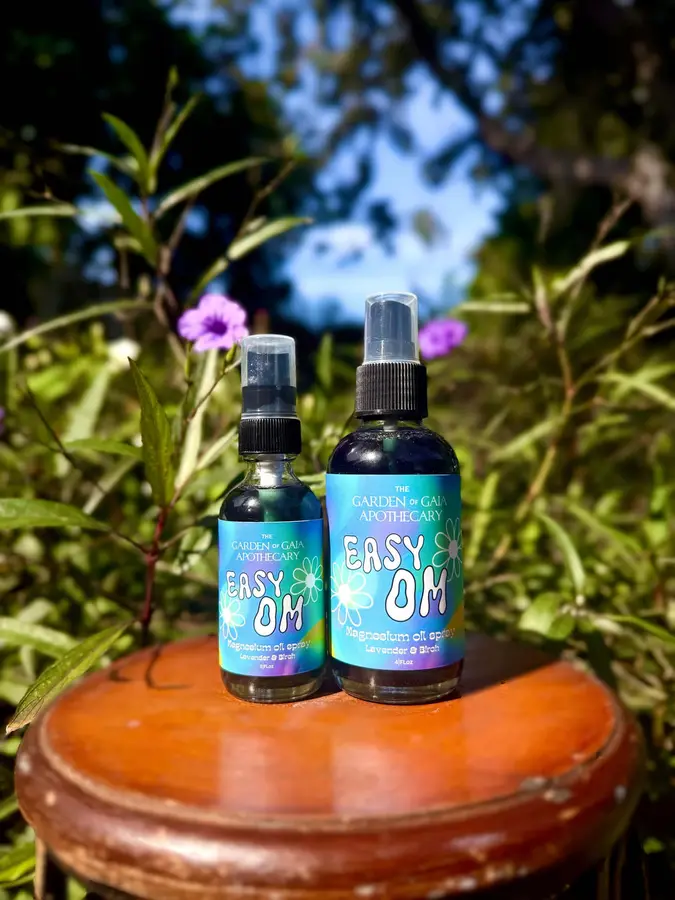 THE
GARDEN OF GAIA
APOTHECARY
EASY
OM
Magnesium oil spray
Lavender & Birch
THE
GARDEN OF GAIA
APOTHECARY
EASY
OM
Magnesium oil spray
Lavender & Birch
4FLoz